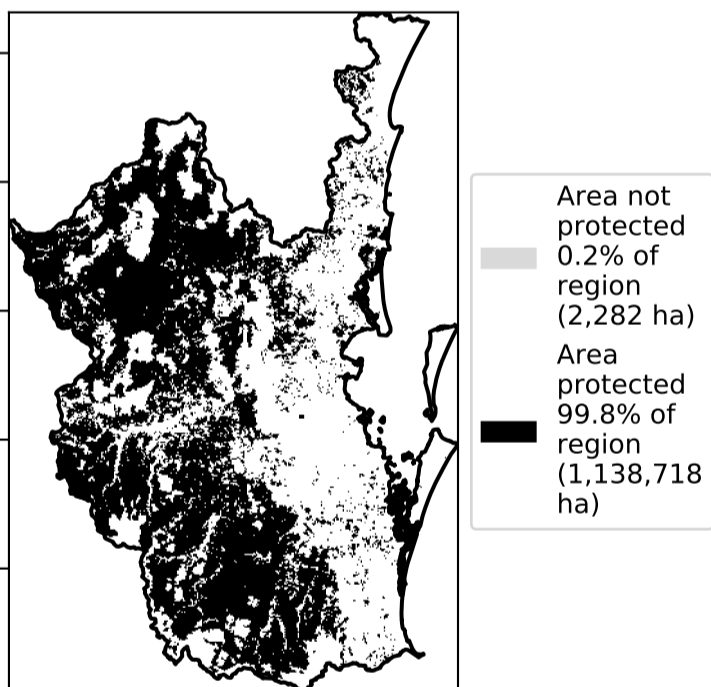 Area not
protected
0.2% of
region
(2,282 ha)
Area
protected
99.8% of
region
(1,138,718
ha)